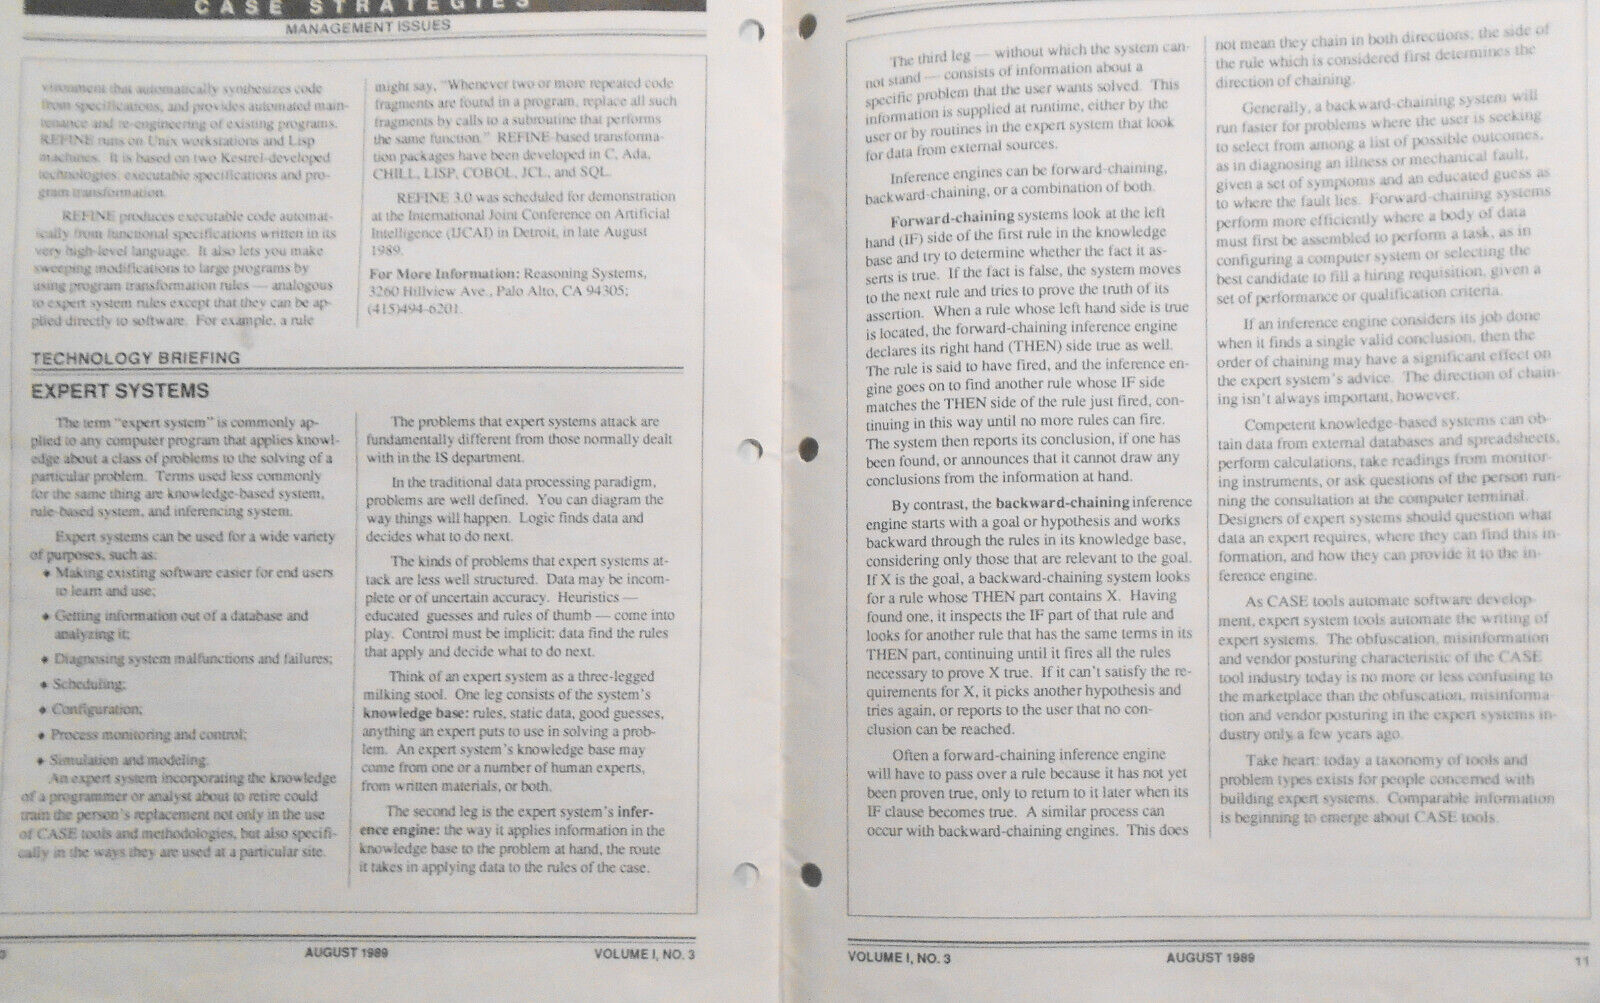 CASE STRATEGIES
MANAGEMENT ISSUES
vironment that automatically synthesizes code
from specifications, and provides automated main-
tenance and re-engineering of existing programs.
REFINE runs on Unix workstations and Lisp
machines. It is based on two Kestrel-developed
technologies: executable specifications and pro-
gram transformation.
REFINE produces executable code automat-
ically from functional specifications written in its
very high-level language. It also lets you make
sweeping modifications to large programs by
using program transformation rules — analogous
to expert system rules except that they can be ap-
plied directly to software. For example, a rule
might say, "Whenever two or more repeated code
fragments are found in a program, replace all such
fragments by calls to a subroutine that performs
the same function." REFINE-based transforma-
tion packages have been developed in C, Ada,
CHILL, LISP, COBOL, JCL, and SQL.
REFINE 3.0 was scheduled for demonstration
at the International Joint Conference on Artificial
Intelligence (IJCAI) in Detroit, in late August
1989.
For More Information: Reasoning Systems,
3260 Hillview Ave., Palo Alto, CA 94305;
(415)494-6201.
TECHNOLOGY BRIEFING
EXPERT SYSTEMS
The term "expert system" is commonly ap-
plied to any computer program that applies knowl-
edge about a class of problems to the solving of a
particular problem. Terms used less commonly
for the same thing are knowledge-based system,
rule-based system, and inferencing system.
Expert systems can be used for a wide variety
of purposes, such as:
♦ Making existing software easier for end users
to learn and use;
♦ Getting information out of a database and
analyzing it;
♦ Diagnosing system malfunctions and failures;
♦ Scheduling;
♦ Configuration;
♦ Process monitoring and control;
♦ Simulation and modeling.
An expert system incorporating the knowledge
of a programmer or analyst about to retire could
train the person's replacement not only in the use
of CASE tools and methodologies, but also specifi-
cally in the ways they are used at a particular site.
The problems that expert systems attack are
fundamentally different from those normally dealt
with in the IS department.
In the traditional data processing paradigm,
problems are well defined. You can diagram the
way things will happen. Logic finds data and
decides what to do next.
The kinds of problems that expert systems at-
tack are less well structured. Data may be incom-
plete or of uncertain accuracy. Heuristics —
educated guesses and rules of thumb — come into
play. Control must be implicit: data find the rules
that apply and decide what to do next.
Think of an expert system as a three-legged
milking stool. One leg consists of the system's
knowledge base: rules, static data, good guesses,
anything an expert puts to use in solving a prob-
lem. An expert system's knowledge base may
come from one or a number of human experts,
from written materials, or both.
The second leg is the expert system's infer-
ence engine: the way it applies information in the
knowledge base to the problem at hand, the route
it takes in applying data to the rules of the case.
AUGUST 1989
VOLUME I, NO. 3
The third leg — without which the system can-
not stand — consists of information about a
specific problem that the user wants solved. This
information is supplied at runtime, either by the
user or by routines in the expert system that look
for data from external sources.
Inference engines can be forward-chaining,
backward-chaining, or a combination of both.
Forward-chaining systems look at the left
hand (IF) side of the first rule in the knowledge
base and try to determine whether the fact it as-
serts is true. If the fact is false, the system moves
to the next rule and tries to prove the truth of its
assertion. When a rule whose left hand side is true
is located, the forward-chaining inference engine
declares its right hand (THEN) side true as well.
The rule is said to have fired, and the inference en-
gine goes on to find another rule whose IF side
matches the THEN side of the rule just fired, con-
tinuing in this way until no more rules can fire.
The system then reports its conclusion, if one has
been found, or announces that it cannot draw any
conclusions from the information at hand.
By contrast, the backward-chaining inference
engine starts with a goal or hypothesis and works
backward through the rules in its knowledge base,
considering only those that are relevant to the goal.
If X is the goal, a backward-chaining system looks
for a rule whose THEN part contains X. Having
found one, it inspects the IF part of that rule and
looks for another rule that has the same terms in its
THEN part, continuing until it fires all the rules
necessary to prove X true. If it can't satisfy the re-
quirements for X, it picks another hypothesis and
tries again, or reports to the user that no con-
clusion can be reached.
Often a forward-chaining inference engine
will have to pass over a rule because it has not yet
been proven true, only to return to it later when its
IF clause becomes true. A similar process can
occur with backward-chaining engines. This does
not mean they chain in both directions; the side of
the rule which is considered first determines the
direction of chaining.
Generally, a backward-chaining system will
run faster for problems where the user is seeking
to select from among a list of possible outcomes,
as in diagnosing an illness or mechanical fault,
given a set of symptoms and an educated guess as
to where the fault lies. Forward-chaining systems
perform more efficiently where a body of data
must first be assembled to perform a task, as in
configuring a computer system or selecting the
best candidate to fill a hiring requisition, given a
set of performance or qualification criteria.
If an inference engine considers its job done
when it finds a single valid conclusion, then the
order of chaining may have a significant effect on
the expert system's advice. The direction of chain-
ing isn't always important, however.
Competent knowledge-based systems can ob-
tain data from external databases and spreadsheets,
perform calculations, take readings from monitor-
ing instruments, or ask questions of the person run-
ning the consultation at the computer terminal.
Designers of expert systems should question what
data an expert requires, where they can find this in-
formation, and how they can provide it to the in-
ference engine.
As CASE tools automate software develop-
ment, expert system tools automate the writing of
expert systems. The obfuscation, misinformation
and vendor posturing characteristic of the CASE
tool industry today is no more or less confusing to
the marketplace than the obfuscation, misinforma-
tion and vendor posturing in the expert systems in-
dustry only a few years ago.
Take heart: today a taxonomy of tools and
problem types exists for people concerned with
building expert systems. Comparable information
is beginning to emerge about CASE tools.
VOLUME I, NO. 3
AUGUST 1989
11